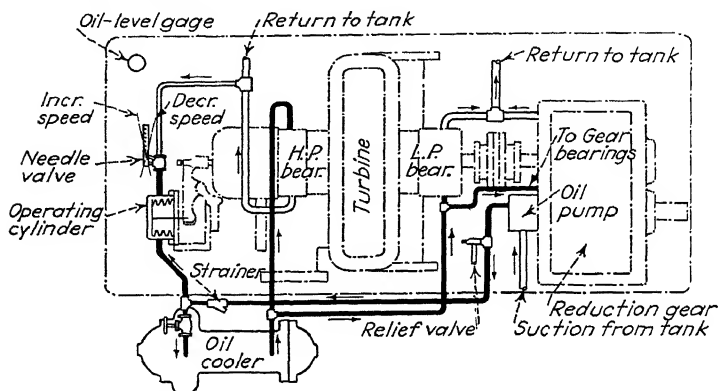 Oil-level gage
Return to tank
Return to tank
Incr.
speed
Decr.
speed
Needle
valve
H.P.
bear.
Turbine
L.P.
bear.
To Gear
bearings
Oil
pump
Operating
cylinder
Strainer
Oil
cooler
Relief valve
Reduction gear
Suction from tank